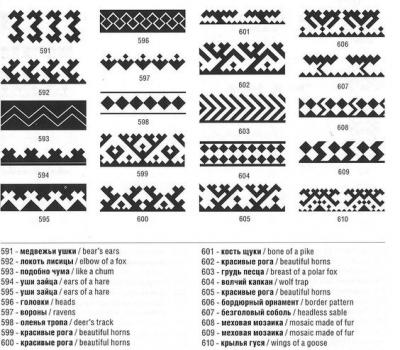 591
592
593
594
595
596
597
598
599
600
601
602
603
604
605
606
607
608
609
610
591 - медвежьи ушки / bear's ears
592 - локоть лисицы / elbow of a fox
593 - подобно чума / like a chum
594 - уши зайца / ears of a hare
595 - уши зайца / ears of a hare
596 - головки / heads
597 - вороны / ravens
598 - оленья тропа / deer's track
599 - красивые рога / beautiful horns
600 - красивые рога / beautiful horns
601 - кость щуки / bone of a pike
602 - красивые рога / beautiful horns
603 - грудь песца / breast of a polar fox
604 - волчий капкан / wolf trap
605 - красивые рога / beautiful horns
606 - бордюрный орнамент / border pattern
607 - безголовый соболь / headless sable
608 - меховая мозаика / mosaic made of fur
609 - меховая мозаика / mosaic made of fur
610 - крылья гуся / wings of a goose